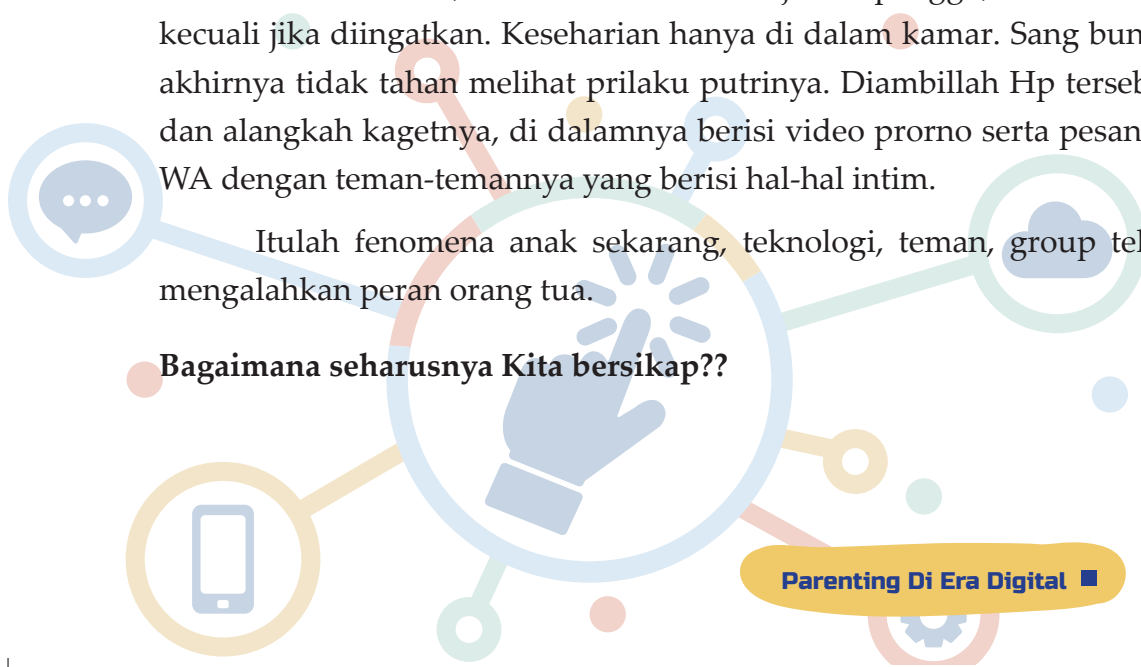 kecuali jika diingatkan. Keseharian hanya di dalam kamar. Sang bun
akhirnya tidak tahan melihat prilaku putrinya. Diambillah Hp terseb
dan alangkah kagetnya, di dalamnya berisi video prorno serta pesan
WA dengan teman-temannya yang berisi hal-hal intim.
Itulah fenomena anak sekarang, teknologi, teman, group tel
mengalahkan peran orang tua.
Bagaimana seharusnya Kita bersikap??
Parenting Di Era Digital